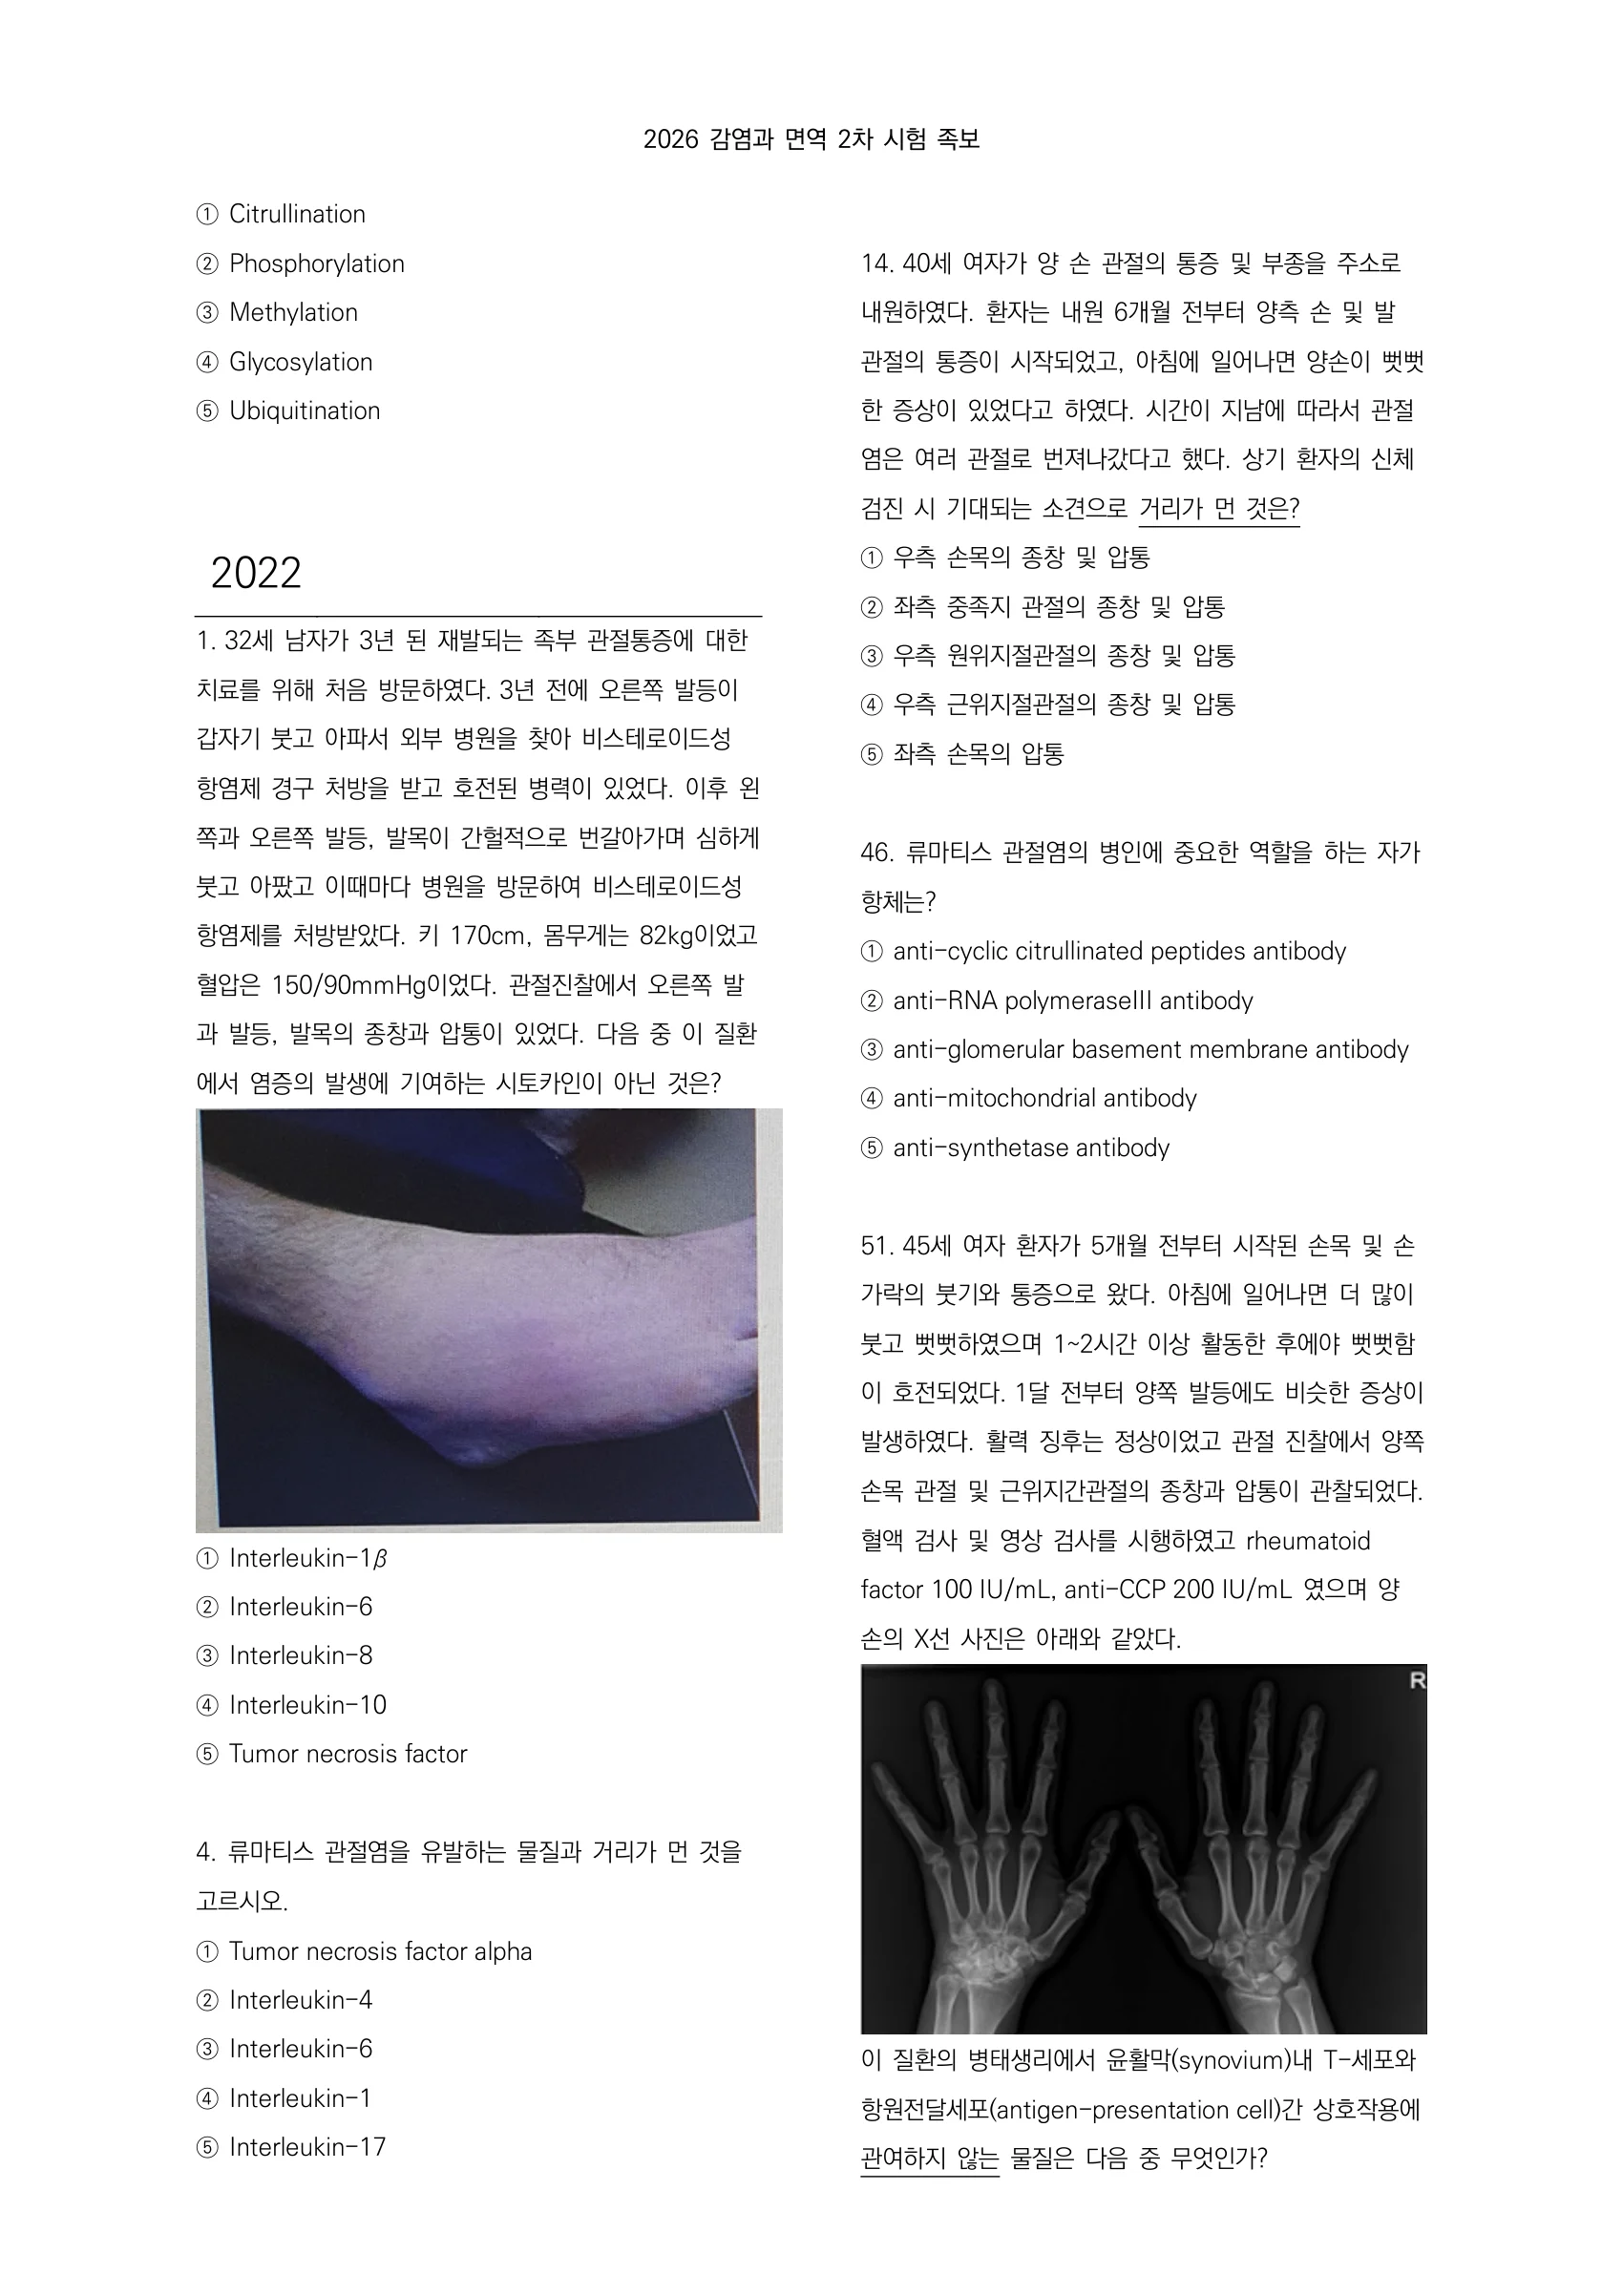 2026 감염과 면역 2차 시험 족보
① Citrullination
② Phosphorylation
③ Methylation
④ Glycosylation
⑤ Ubiquitination
2022
1. 32세 남자가 3년 된 재발되는 족부 관절통증에 대한
치료를 위해 처음 방문하였다. 3년 전에 오른쪽 발등이
갑자기 붓고 아파서 외부 병원을 찾아 비스테로이드성
항염제 경구 처방을 받고 호전된 병력이 있었다. 이후 왼
쪽과 오른쪽 발등, 발목이 간헐적으로 번갈아가며 심하게
붓고 아팠고 이때마다 병원을 방문하여 비스테로이드성
항염제를 처방받았다. 키 170cm, 몸무게는 82kg이었고
혈압은 150/90mmHg이었다. 관절진찰에서 오른쪽 발
과 발등, 발목의 종창과 압통이 있었다. 다음 중 이 질환
에서 염증의 발생에 기여하는 시토카인이 아닌 것은?
① Interleukin-1β
② Interleukin-6
③ Interleukin-8
④ Interleukin-10
⑤ Tumor necrosis factor
4. 류마티스 관절염을 유발하는 물질과 거리가 먼 것을
고르시오.
① Tumor necrosis factor alpha
② Interleukin-4
③ Interleukin-6
④ Interleukin-1
⑤ Interleukin-17
14. 40세 여자가 양 손 관절의 통증 및 부종을 주소로
내원하였다. 환자는 내원 6개월 전부터 양측 손 및 발
관절의 통증이 시작되었고, 아침에 일어나면 양손이 뻣뻣
한 증상이 있었다고 하였다. 시간이 지남에 따라서 관절
염은 여러 관절로 번져나갔다고 했다. 상기 환자의 신체
검진 시 기대되는 소견으로 거리가 먼 것은?
① 우측 손목의 종창 및 압통
② 좌측 중족지 관절의 종창 및 압통
③ 우측 원위지절관절의 종창 및 압통
④ 우측 근위지절관절의 종창 및 압통
⑤ 좌측 손목의 압통
46. 류마티스 관절염의 병인에 중요한 역할을 하는 자가
항체는?
① anti-cyclic citrullinated peptides antibody
② anti-RNA polymeraseIII antibody
③ anti-glomerular basement membrane antibody
④ anti-mitochondrial antibody
⑤ anti-synthetase antibody
51. 45세 여자 환자가 5개월 전부터 시작된 손목 및 손
가락의 붓기와 통증으로 왔다. 아침에 일어나면 더 많이
붓고 뻣뻣하였으며 1~2시간 이상 활동한 후에야 뻣뻣함
이 호전되었다. 1달 전부터 양쪽 발등에도 비슷한 증상이
발생하였다. 활력 징후는 정상이었고 관절 진찰에서 양쪽
손목 관절 및 근위지간관절의 종창과 압통이 관찰되었다.
혈액 검사 및 영상 검사를 시행하였고 rheumatoid
factor 100 IU/mL, anti-CCP 200 IU/mL 였으며 양
손의 X선 사진은 아래와 같았다.
R
이 질환의 병태생리에서 윤활막(synovium)내 T-세포와
항원전달세포(antigen-presentation cell)간 상호작용에
관여하지 않는 물질은 다음 중 무엇인가?